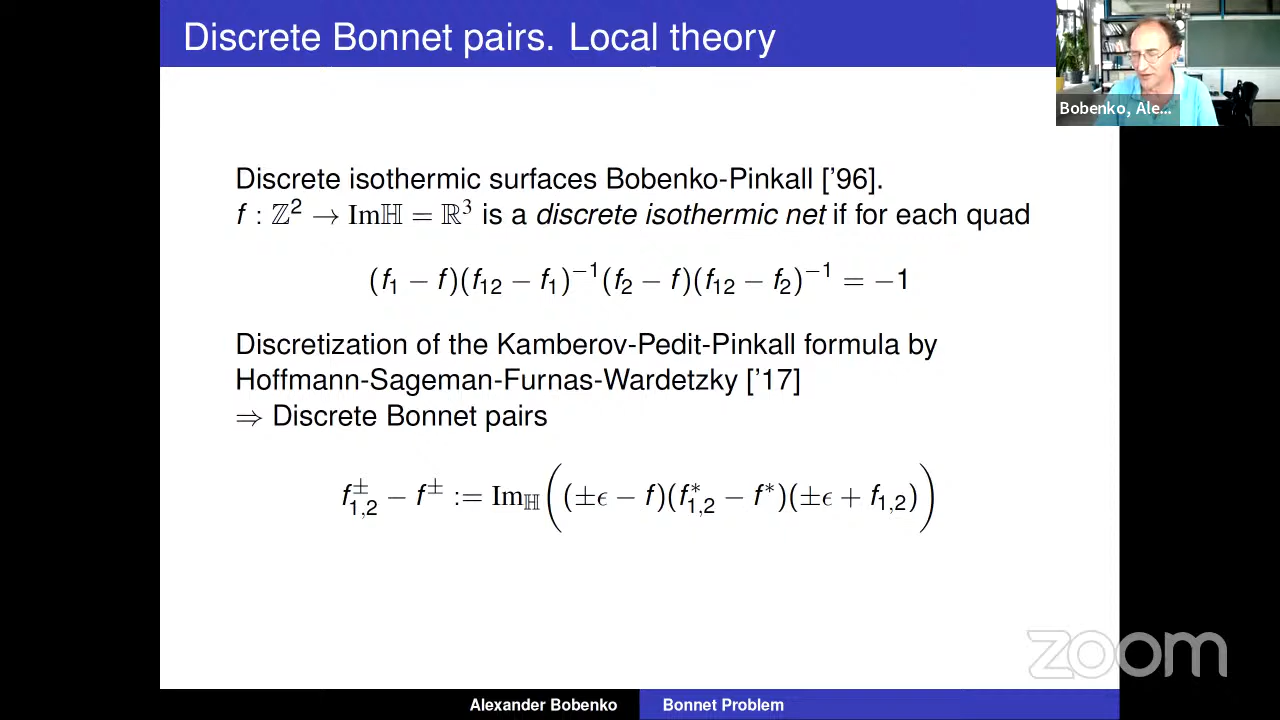 Discrete Bonnet pairs. Local theory
Bobenko, Ale...
Discrete isothermic surfaces Bobenko-Pinkall ['96].
f : ℤ² → Imℍ = ℝ³ is a discrete isothermic net if for each quad
(f₁ − f)(f₁₂ − f₁)⁻¹(f₂ − f)(f₁₂ − f₂)⁻¹ = −1
Discretization of the Kamberov-Pedit-Pinkall formula by
Hoffmann-Sageman-Furnas-Wardetzky ['17]
⇒ Discrete Bonnet pairs
f^±_{1,2} − f^± := Im_ℍ((±ϵ − f)(f^*_{1,2} − f^*)(±ϵ + f_{1,2}))
zoom
Alexander Bobenko Bonnet Problem